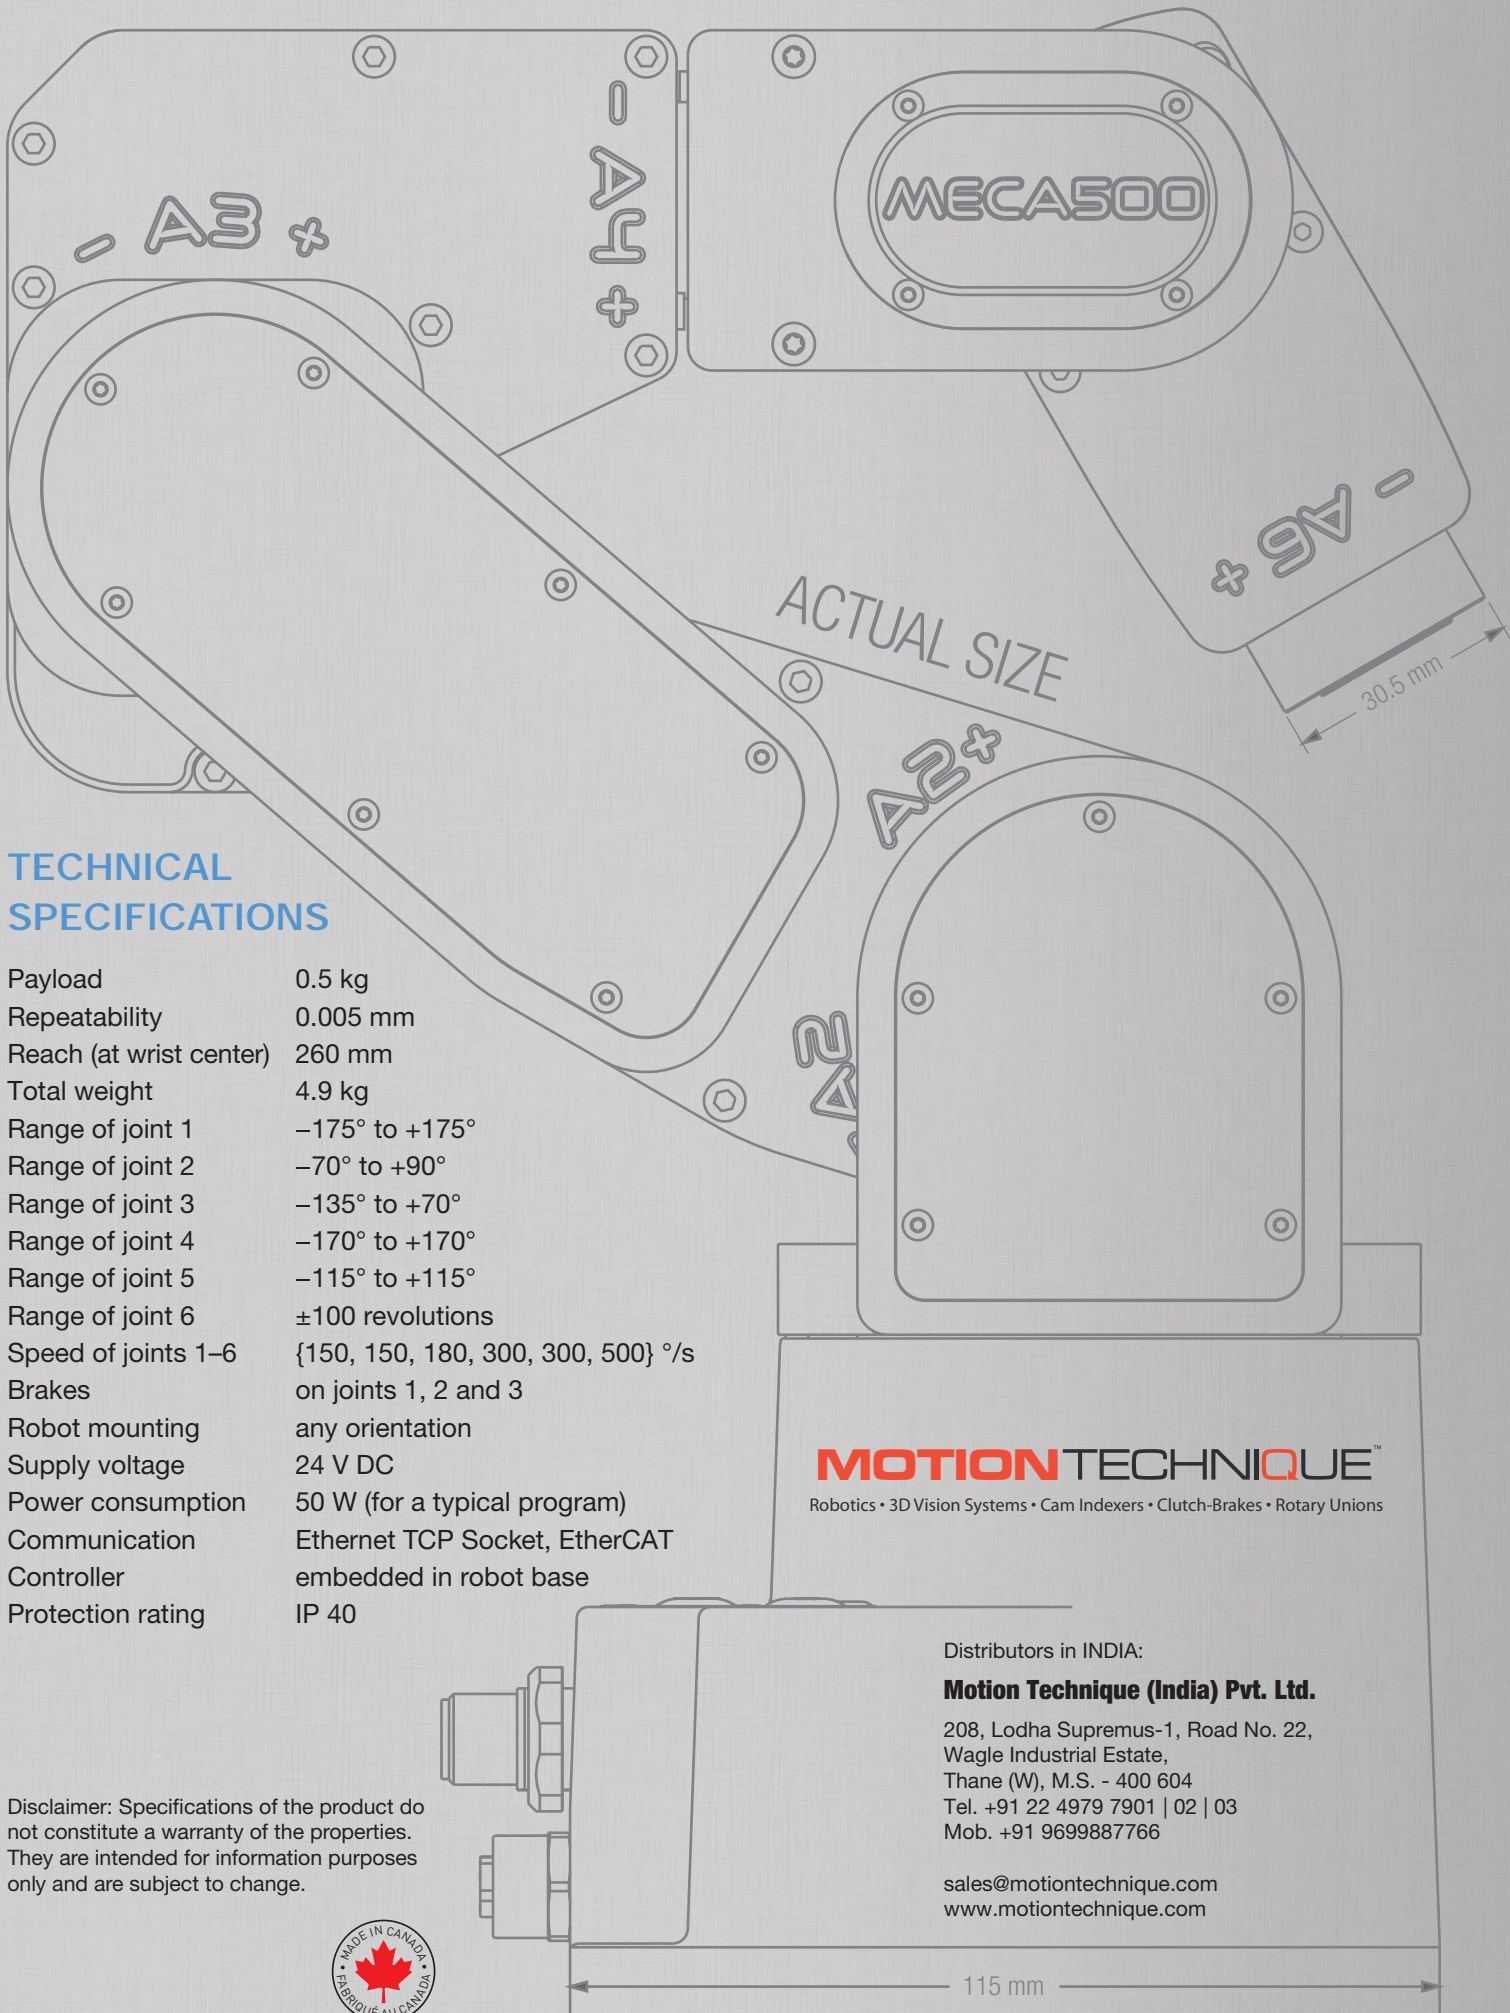 – A3 +
– A4 +
MECA500
– A6 +
ACTUAL SIZE
30.5 mm
A2+
A2
TECHNICAL
SPECIFICATIONS
Payload 0.5 kg
Repeatability 0.005 mm
Reach (at wrist center) 260 mm
Total weight 4.9 kg
Range of joint 1 –175° to +175°
Range of joint 2 –70° to +90°
Range of joint 3 –135° to +70°
Range of joint 4 –170° to +170°
Range of joint 5 –115° to +115°
Range of joint 6 ±100 revolutions
Speed of joints 1–6 {150, 150, 180, 300, 300, 500} °/s
Brakes on joints 1, 2 and 3
Robot mounting any orientation
Supply voltage 24 V DC
Power consumption 50 W (for a typical program)
Communication Ethernet TCP Socket, EtherCAT
Controller embedded in robot base
Protection rating IP 40
MOTIONTECHNIQUE™
Robotics • 3D Vision Systems • Cam Indexers • Clutch-Brakes • Rotary Unions
Distributors in INDIA:
Motion Technique (India) Pvt. Ltd.
208, Lodha Supremus-1, Road No. 22,
Wagle Industrial Estate,
Thane (W), M.S. - 400 604
Tel. +91 22 4979 7901 | 02 | 03
Mob. +91 9699887766
sales@motiontechnique.com
www.motiontechnique.com
Disclaimer: Specifications of the product do
not constitute a warranty of the properties.
They are intended for information purposes
only and are subject to change.
• MADE IN CANADA •
FABRIQUÉ AU CANADA
115 mm